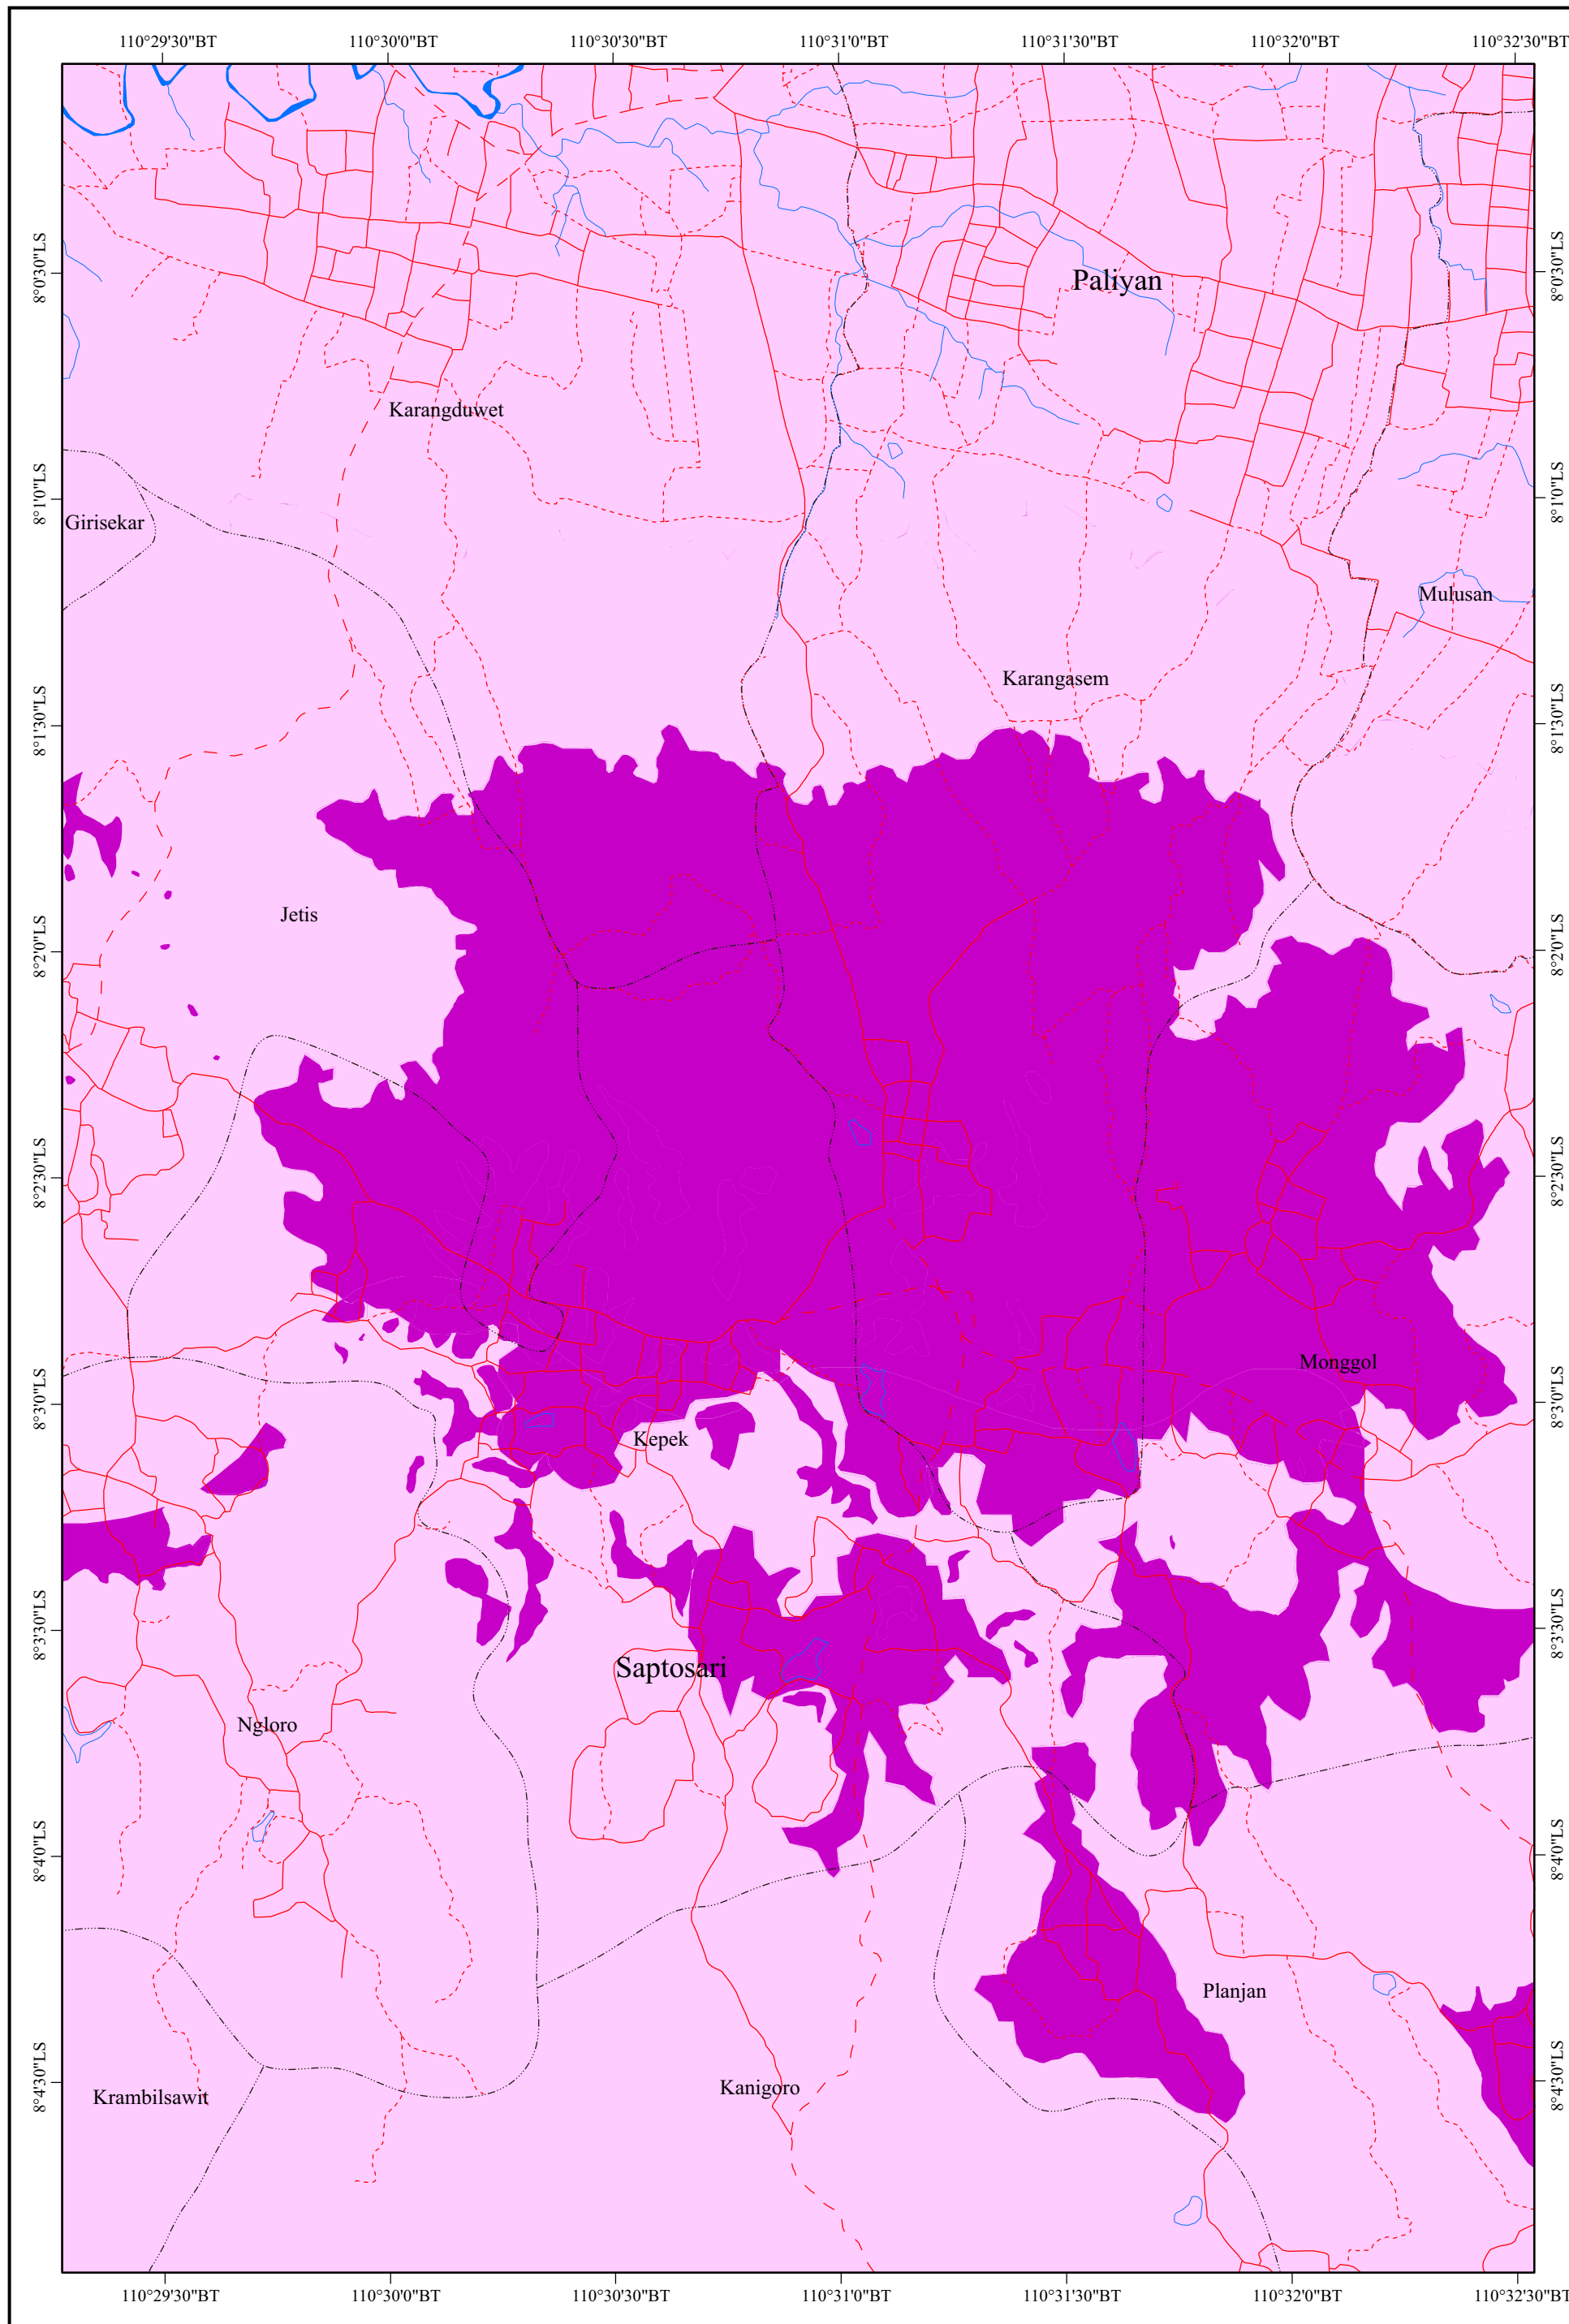 110°29'30"BT
110°30'0"BT
110°30'30"BT
110°31'0"BT
110°31'30"BT
110°32'0"BT
110°32'30"BT
8°0'30"LS
8°0'30"LS
Paliyan
Karangduwet
8°1'0"LS
8°1'0"LS
Girisekar
Mulusan
Karangasem
8°1'30"LS
8°1'30"LS
Jetis
8°2'0"LS
8°2'0"LS
8°2'30"LS
8°2'30"LS
Monggol
8°3'0"LS
8°3'0"LS
Kepek
8°3'30"LS
8°3'30"LS
Saptosari
Ngloro
8°4'0"LS
8°4'0"LS
Planjan
8°4'30"LS
8°4'30"LS
Krambilsawit
Kanigoro
110°29'30"BT
110°30'0"BT
110°30'30"BT
110°31'0"BT
110°31'30"BT
110°32'0"BT
110°32'30"BT